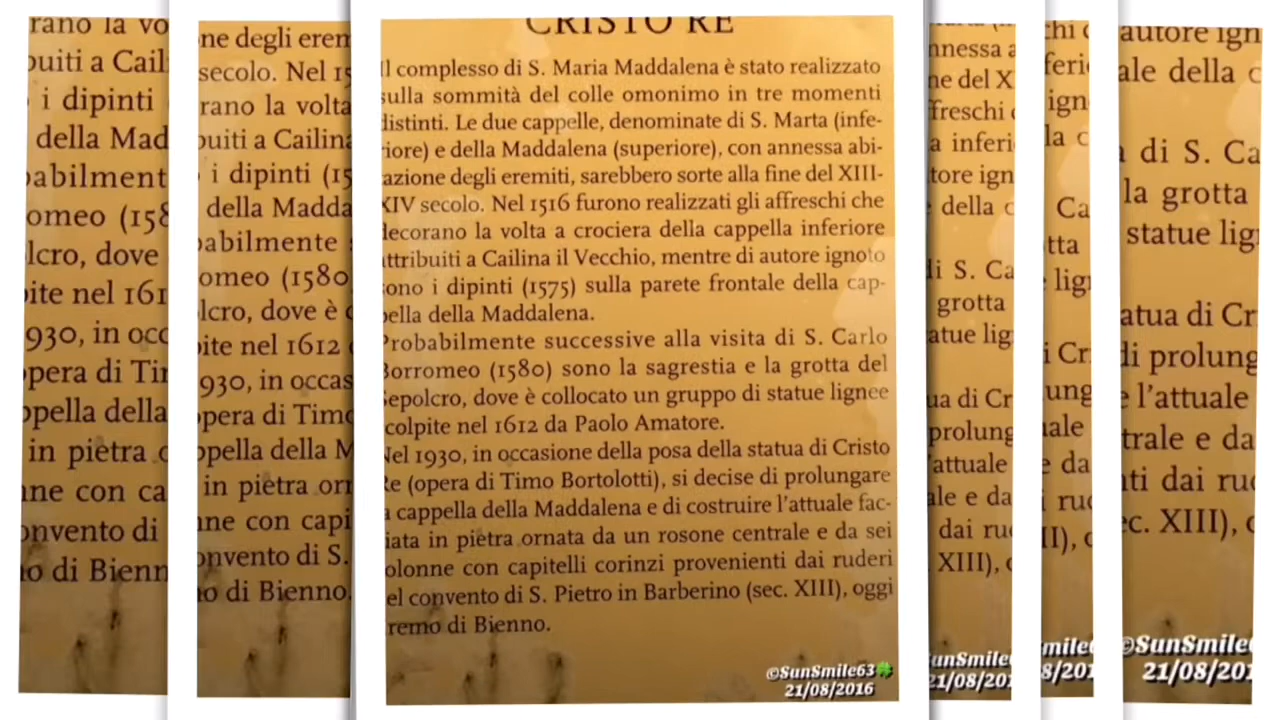 CRISTO RE
Il complesso di S. Maria Maddalena è stato realizzato
sulla sommità del colle omonimo in tre momenti
distinti. Le due cappelle, denominate di S. Marta (infe-
riore) e della Maddalena (superiore), con annessa abi-
azione degli eremiti, sarebbero sorte alla fine del XIII-
XIV secolo. Nel 1516 furono realizzati gli affreschi che
decorano la volta a crociera della cappella inferiore
attribuiti a Cailina il Vecchio, mentre di autore ignoto
sono i dipinti (1575) sulla parete frontale della cap-
pella della Maddalena.
Probabilmente successive alla visita di S. Carlo
Borromeo (1580) sono la sagrestia e la grotta del
Sepolcro, dove è collocato un gruppo di statue lignee
colpite nel 1612 da Paolo Amatore.
Nel 1930, in occasione della posa della statua di Cristo
Re (opera di Timo Bortolotti), si decise di prolungare
a cappella della Maddalena e di costruire l'attuale fac-
iata in pietra ornata da un rosone centrale e da sei
olonne con capitelli corinzi provenienti dai ruderi
el convento di S. Pietro in Barberino (sec. XIII), oggi
remo di Bienno.
©SunSmile63🍀
21/08/2016